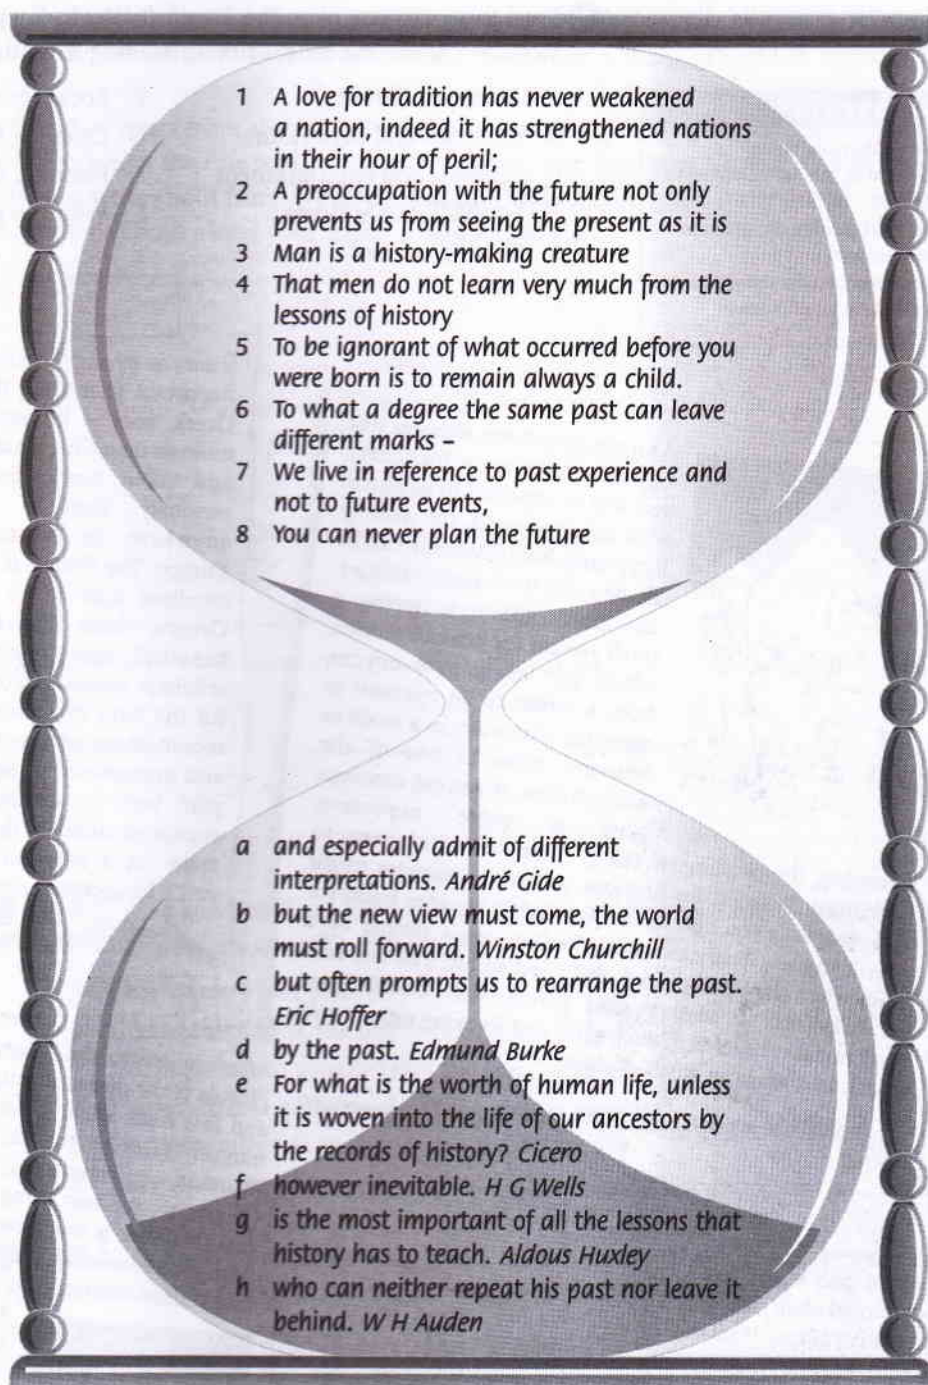 1 A love for tradition has never weakened
a nation, indeed it has strengthened nations
in their hour of peril;
2 A preoccupation with the future not only
prevents us from seeing the present as it is
3 Man is a history-making creature
4 That men do not learn very much from the
lessons of history
5 To be ignorant of what occurred before you
were born is to remain always a child.
6 To what a degree the same past can leave
different marks –
7 We live in reference to past experience and
not to future events,
8 You can never plan the future
a and especially admit of different
interpretations. André Gide
b but the new view must come, the world
must roll forward. Winston Churchill
c but often prompts us to rearrange the past.
Eric Hoffer
d by the past. Edmund Burke
e For what is the worth of human life, unless
it is woven into the life of our ancestors by
the records of history? Cicero
f however inevitable. H G Wells
g is the most important of all the lessons that
history has to teach. Aldous Huxley
h who can neither repeat his past nor leave it
behind. W H Auden